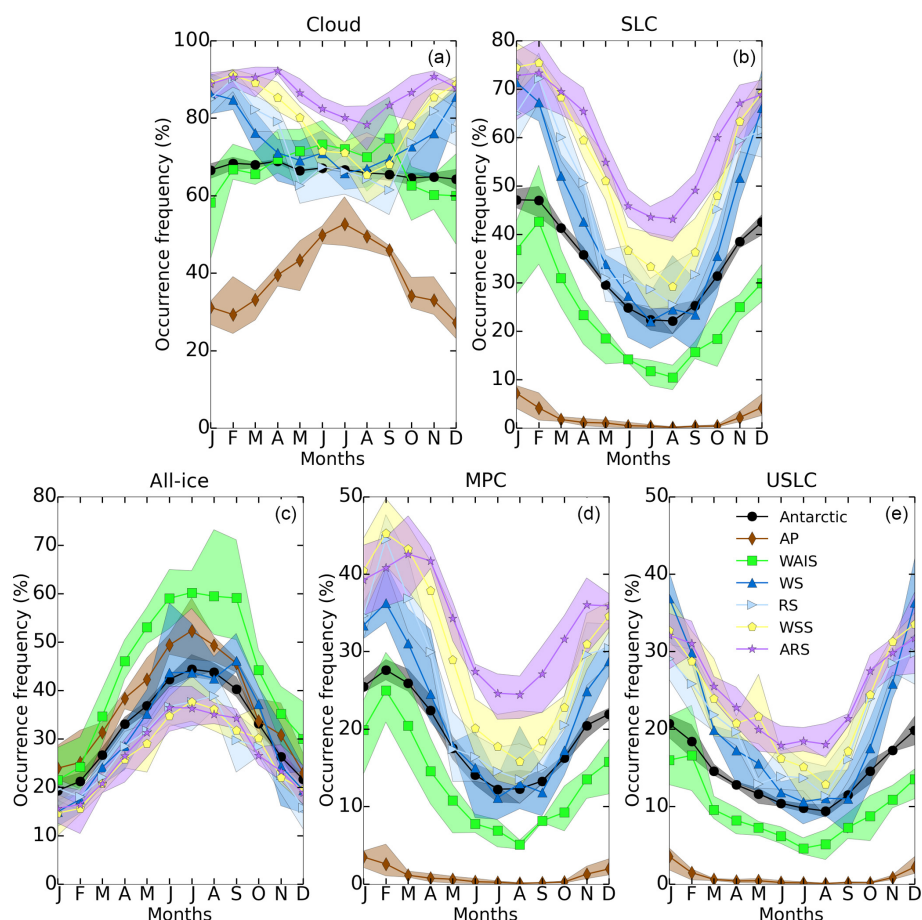 Cloud
SLC
(a)
(b)
Occurrence frequency (%)
100
80
60
40
20
0
J F M A M J J A S O N D
Months
Occurrence frequency (%)
80
70
60
50
40
30
20
10
0
J F M A M J J A S O N D
Months
All-ice
MPC
USLC
(c)
(d)
(e)
Occurrence frequency (%)
80
70
60
50
40
30
20
10
0
J F M A M J J A S O N D
Months
Occurrence frequency (%)
50
40
30
20
10
0
J F M A M J J A S O N D
Months
Occurrence frequency (%)
50
40
30
20
10
0
J F M A M J J A S O N D
Months
Antarctic
AP
WAIS
WS
RS
WSS
ARS